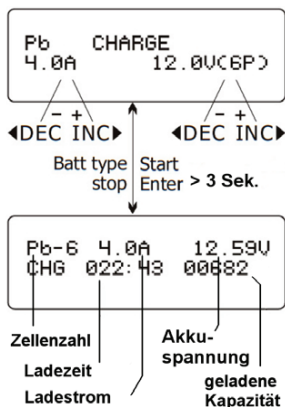 Pb CHARGE
4.0A 12.0V(6P)
- + - +
◄DEC INC► ◄DEC INC►
Batt type Start
stop Enter > 3 Sek.
Pb-6 4.0A 12.59V
CHG 022:43 00682
Zellenzahl
Akku-
spannung
Ladezeit
geladene
Kapazität
Ladestrom